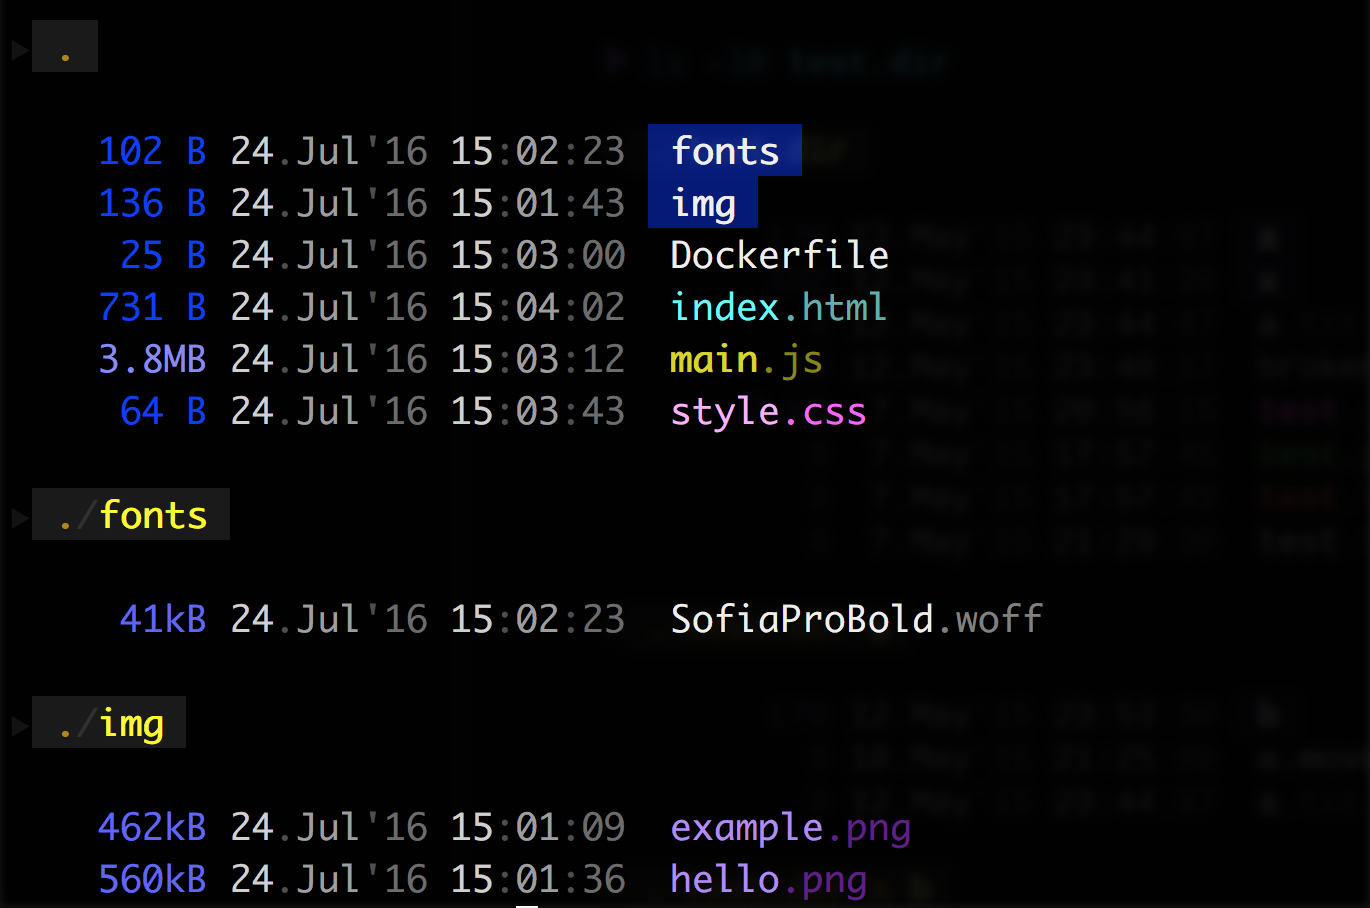 .
102 B 24.Jul'16 15:02:23 fonts
136 B 24.Jul'16 15:01:43 img
25 B 24.Jul'16 15:03:00 Dockerfile
731 B 24.Jul'16 15:04:02 index.html
3.8MB 24.Jul'16 15:03:12 main.js
64 B 24.Jul'16 15:03:43 style.css
./fonts
41kB 24.Jul'16 15:02:23 SofiaProBold.woff
./img
462kB 24.Jul'16 15:01:09 example.png
560kB 24.Jul'16 15:01:36 hello.png